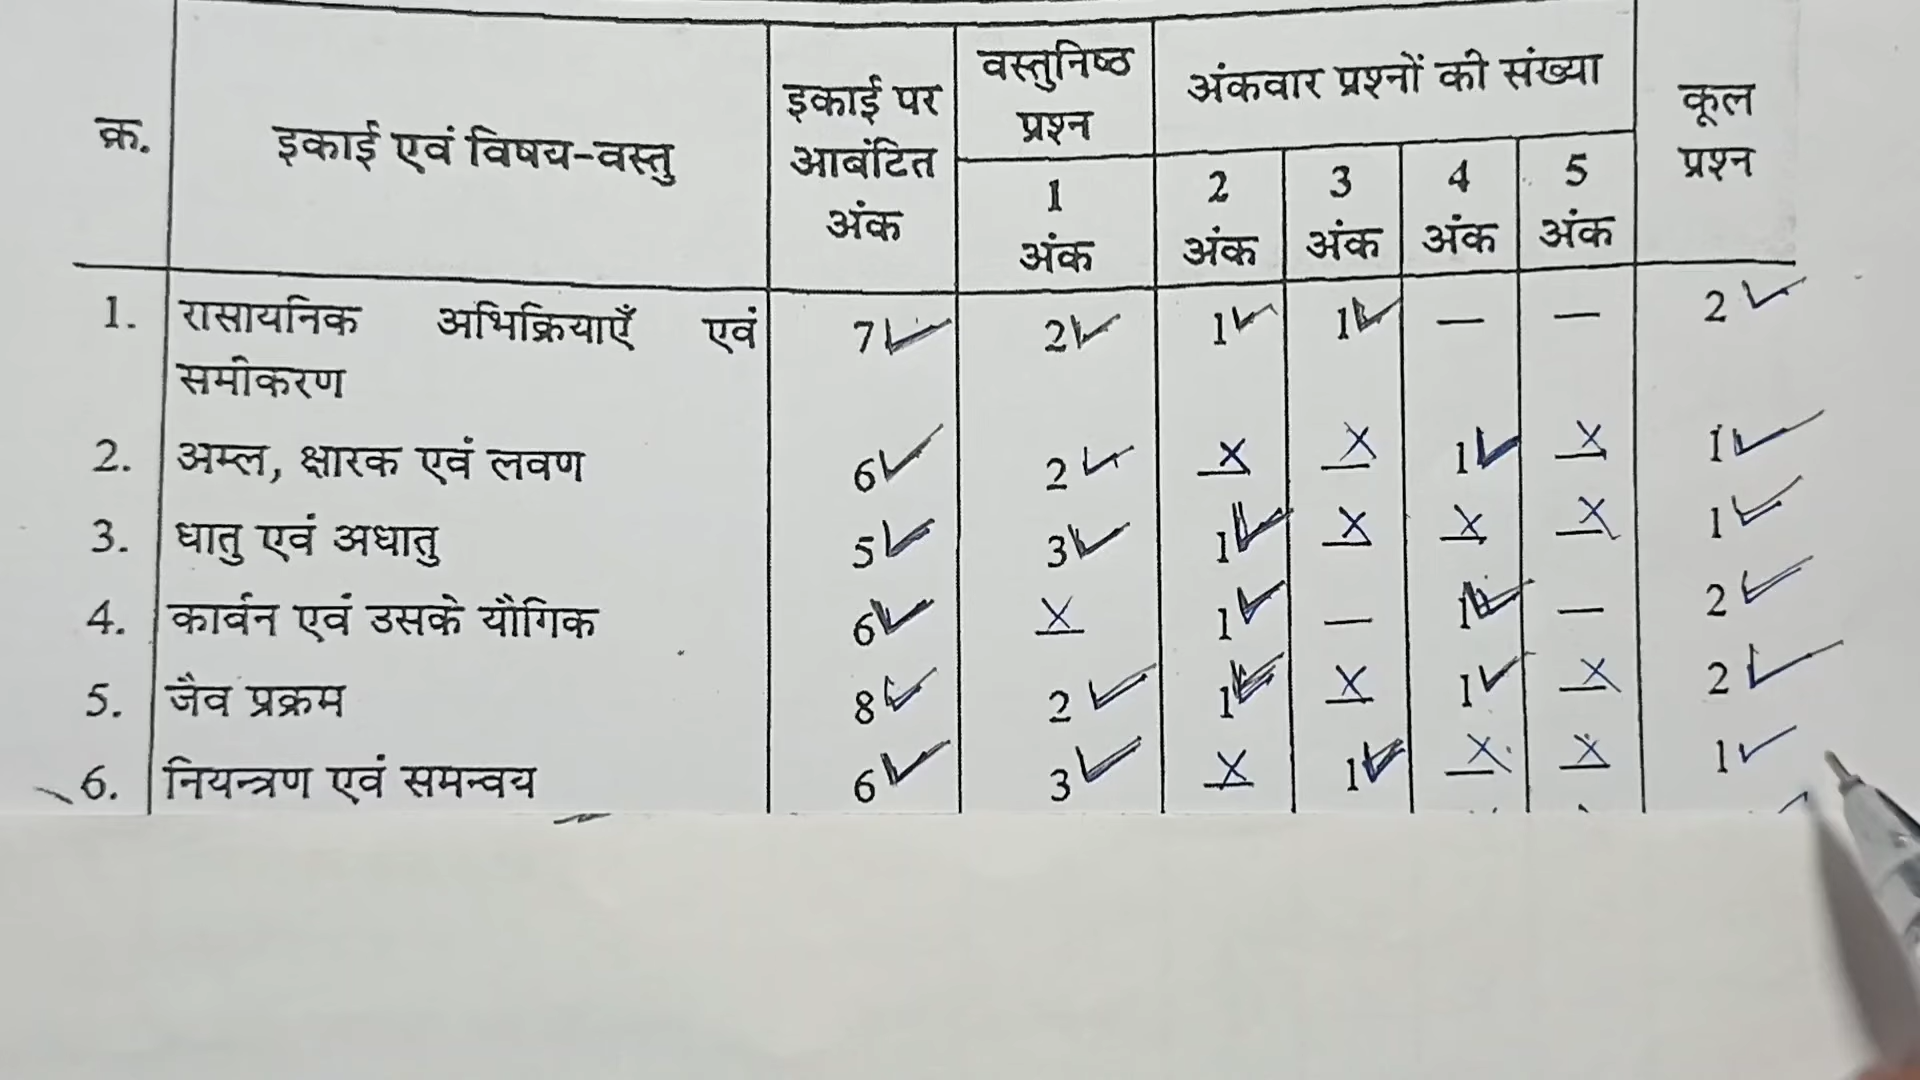 क्र. इकाई एवं विषय-वस्तु इकाई पर आबंटित अंक वस्तुनिष्ठ प्रश्न अंकवार प्रश्नों की संख्या कूल प्रश्न
1 अंक 2 अंक 3 अंक 4 अंक 5 अंक
1. रासायनिक अभिक्रियाएँ एवं 7 2 1 1 — — 2
समीकरण
2. अम्ल, क्षारक एवं लवण 6 2 — — 1 — 1
3. धातु एवं अधातु 5 3 1 — — — 1
4. कार्वन एवं उसके यौगिक 6 — 1 — 1 — 2
5. जैव प्रक्रम 8 2 1 — 1 — 2
6. नियन्त्रण एवं समन्वय 6 3 — 1 — — 1